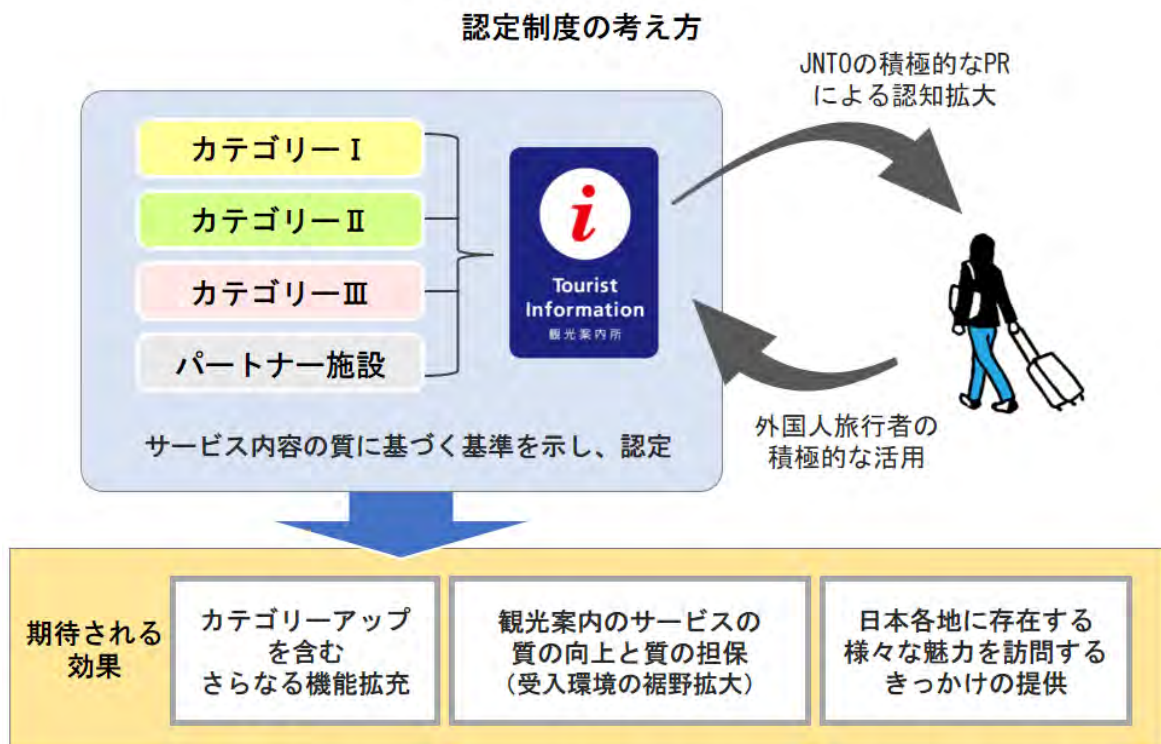 認定制度の考え方
JNTOの積極的なPR
による認知拡大
カテゴリーⅠ
カテゴリーⅡ
カテゴリーⅢ
パートナー施設
i
Tourist
Information
観光案内所
サービス内容の質に基づく基準を示し、認定
外国人旅行者の
積極的な活用
期待される
効果
カテゴリーアップ
を含む
さらなる機能拡充
観光案内のサービスの
質の向上と質の担保
（受入環境の裾野拡大）
日本各地に存在する
様々な魅力を訪問する
きっかけの提供